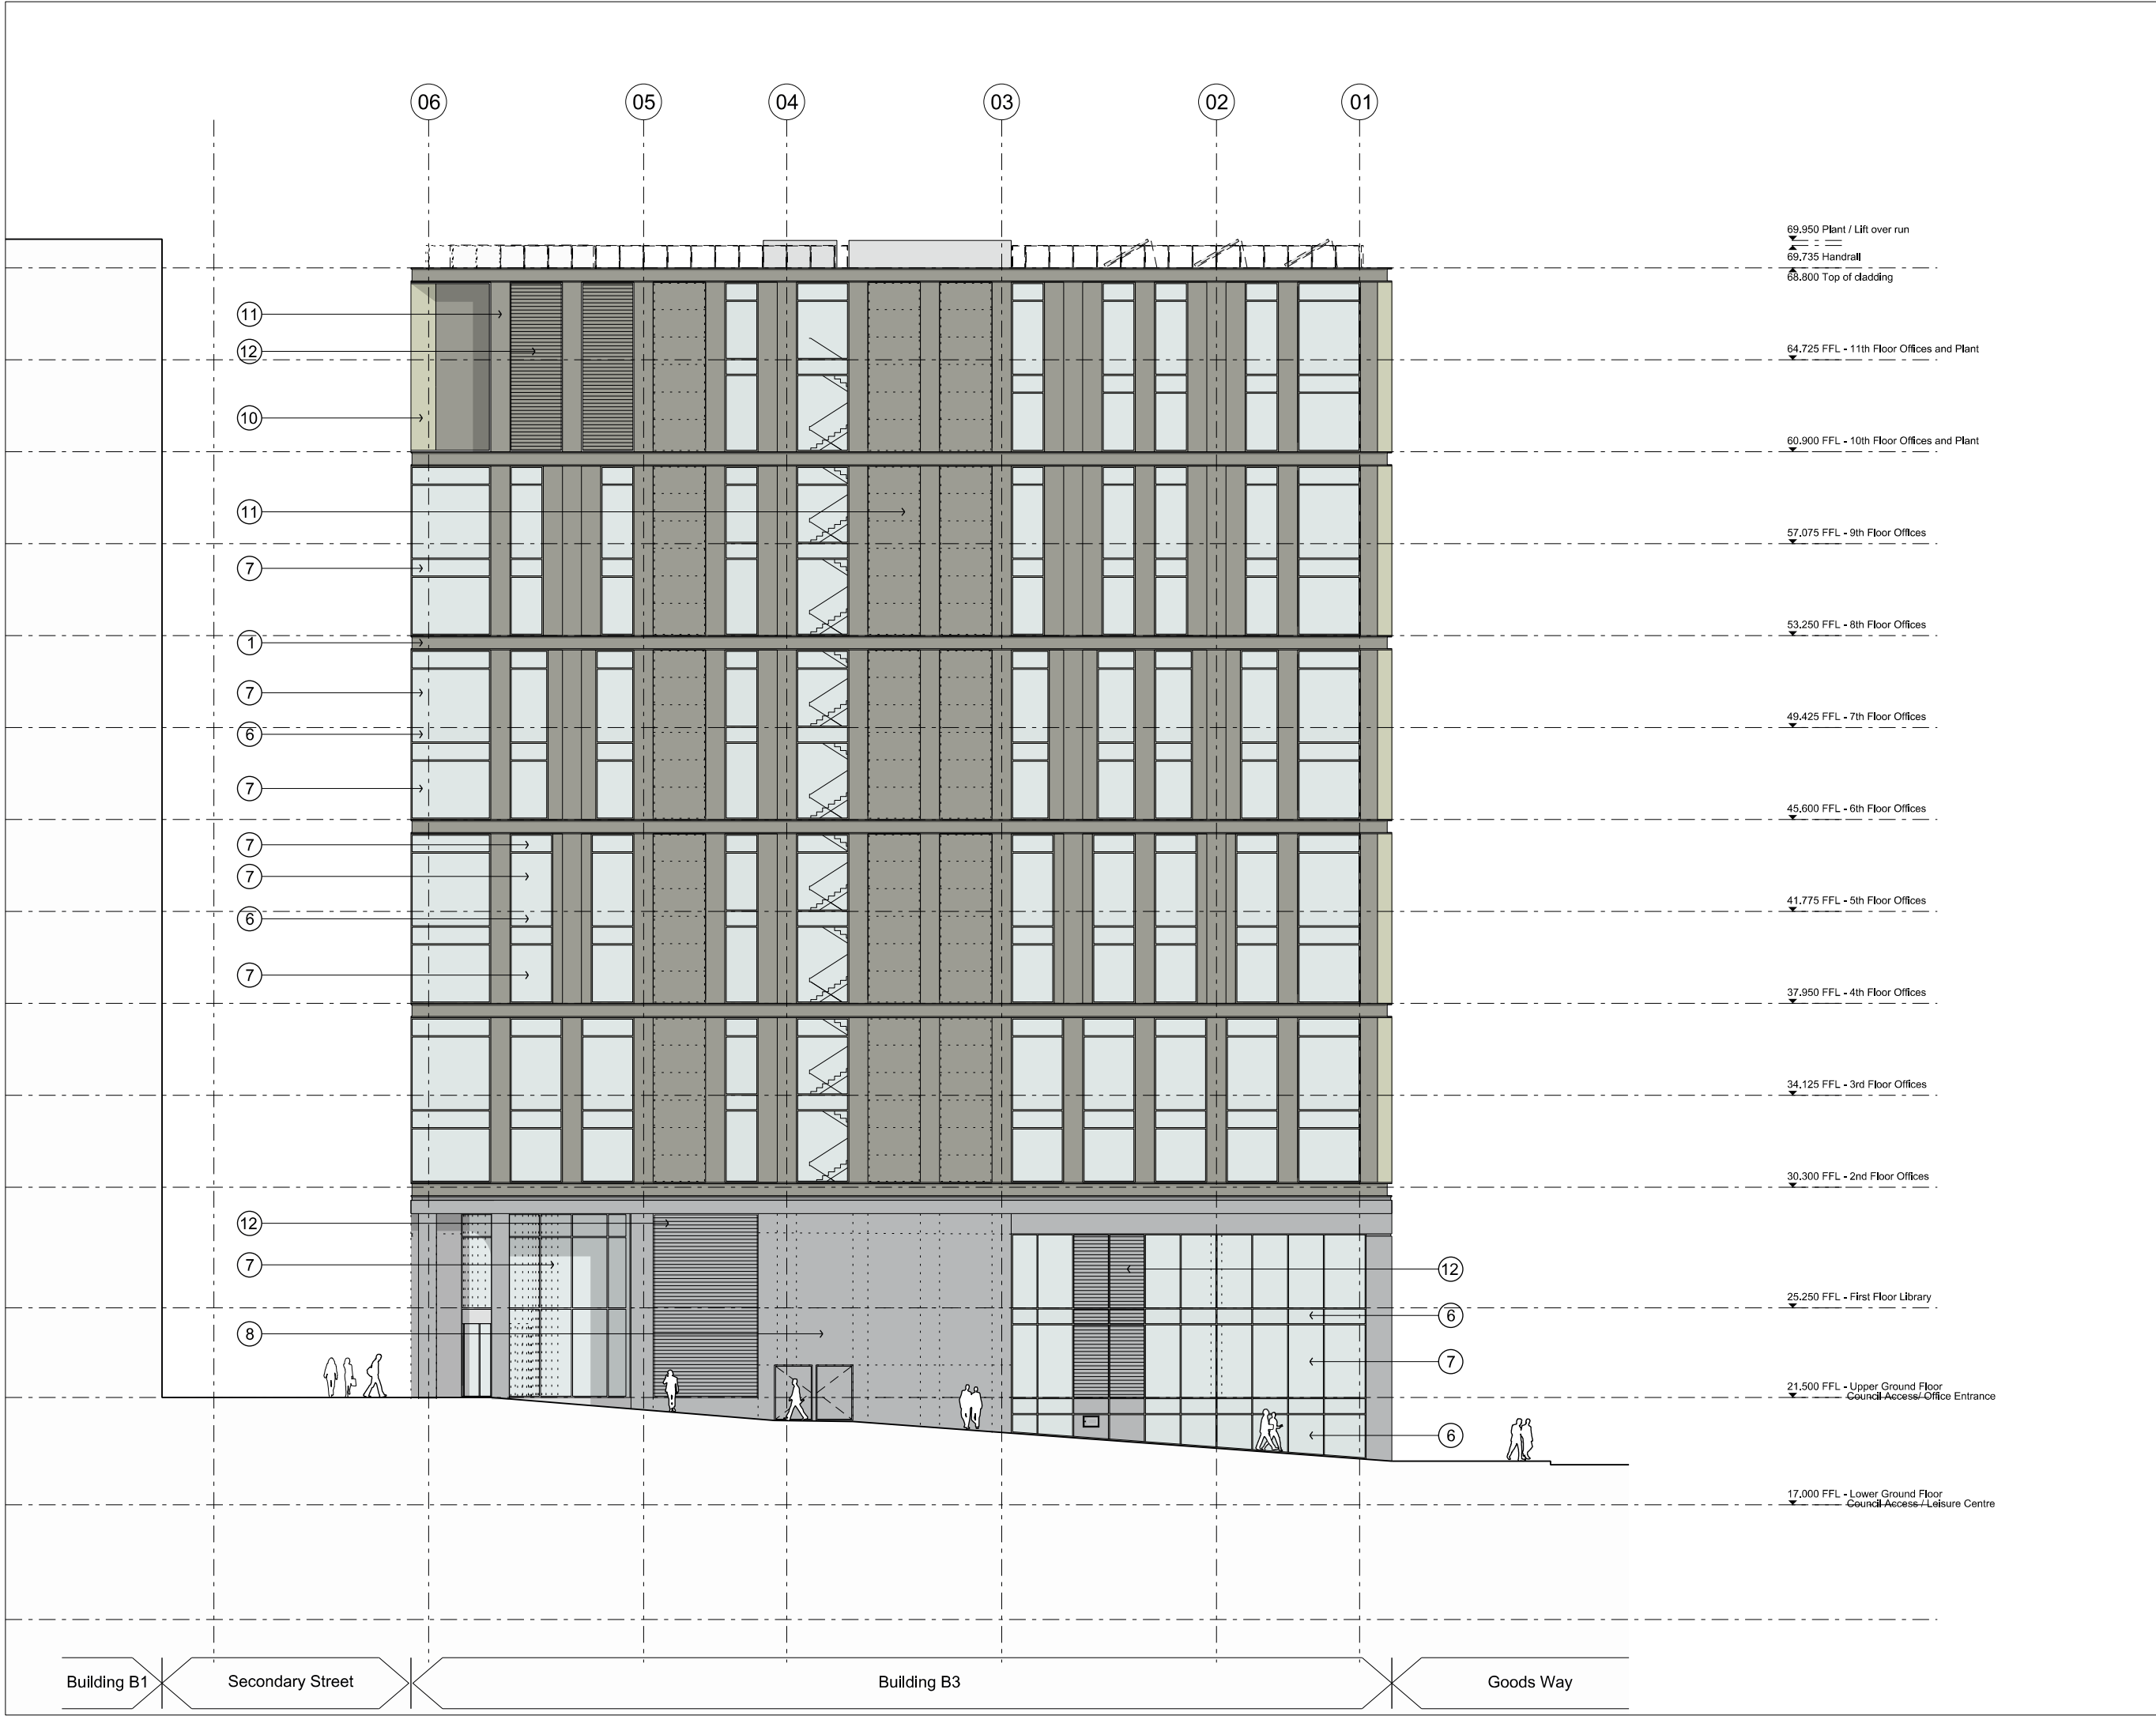 06 05 04 03 02 01
69.950 Plant / Lift over run
69.735 Handrail
68.800 Top of cladding
11
12
64.725 FFL - 11th Floor Offices and Plant
10
60.900 FFL - 10th Floor Offices and Plant
11
57.075 FFL - 9th Floor Offices
7
53.250 FFL - 8th Floor Offices
1
7
49.425 FFL - 7th Floor Offices
6
7
45.600 FFL - 6th Floor Offices
7
7
41.775 FFL - 5th Floor Offices
6
7
37.950 FFL - 4th Floor Offices
34.125 FFL - 3rd Floor Offices
30.300 FFL - 2nd Floor Offices
12
7
12
25.250 FFL - First Floor Library
6
8
7
21.500 FFL - Upper Ground Floor
Council Access/ Office Entrance
6
17.000 FFL - Lower Ground Floor
Council Access / Leisure Centre
Building B1 Secondary Street Building B3 Goods Way